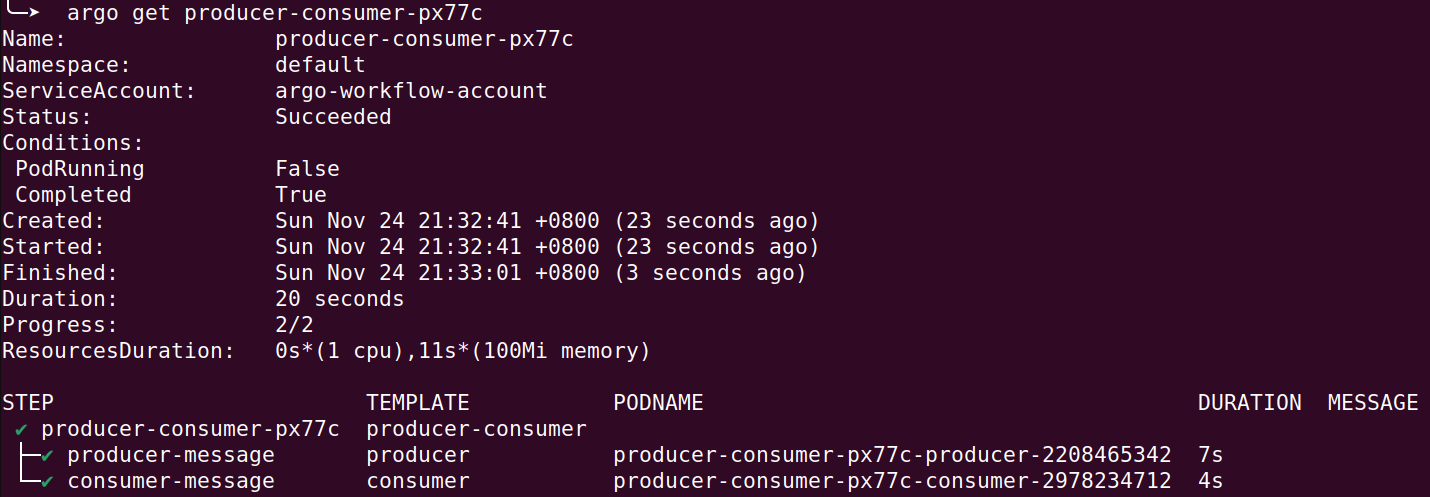 argo get producer-consumer-px77c
Name:                producer-consumer-px77c
Namespace:           default
ServiceAccount:      argo-workflow-account
Status:              Succeeded
Conditions:
 PodRunning          False
 Completed           True
Created:             Sun Nov 24 21:32:41 +0800 (23 seconds ago)
Started:             Sun Nov 24 21:32:41 +0800 (23 seconds ago)
Finished:            Sun Nov 24 21:33:01 +0800 (3 seconds ago)
Duration:            20 seconds
Progress:            2/2
ResourcesDuration:   0s*(1 cpu),11s*(100Mi memory)
STEP                        TEMPLATE           PODNAME                                      DURATION  MESSAGE
✔ producer-consumer-px77c  producer-consumer
├─✔ producer-message       producer           producer-consumer-px77c-producer-2208465342  7s
└─✔ consumer-message       consumer           producer-consumer-px77c-consumer-2978234712  4s